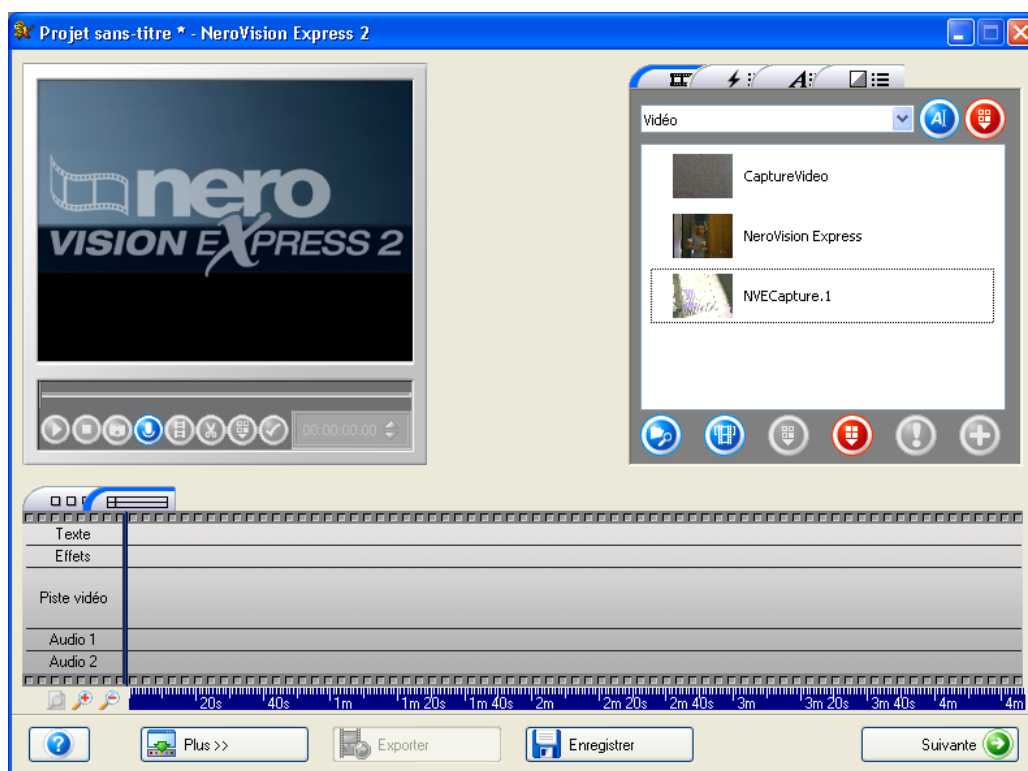 Projet sans-titre * - NeroVision Express 2
nero
VISION EXPRESS 2
00:00:00.00
A
Vidéo
AI
CaptureVideo
NeroVision Express
NVECapture.1
Texte
Effets
Piste vidéo
Audio 1
Audio 2
20s 40s 1m 1m 20s 1m 40s 2m 2m 20s 2m 40s 3m 3m 20s 3m 40s 4m 4m
Plus >>
Exporter
Enregistrer
Suivante